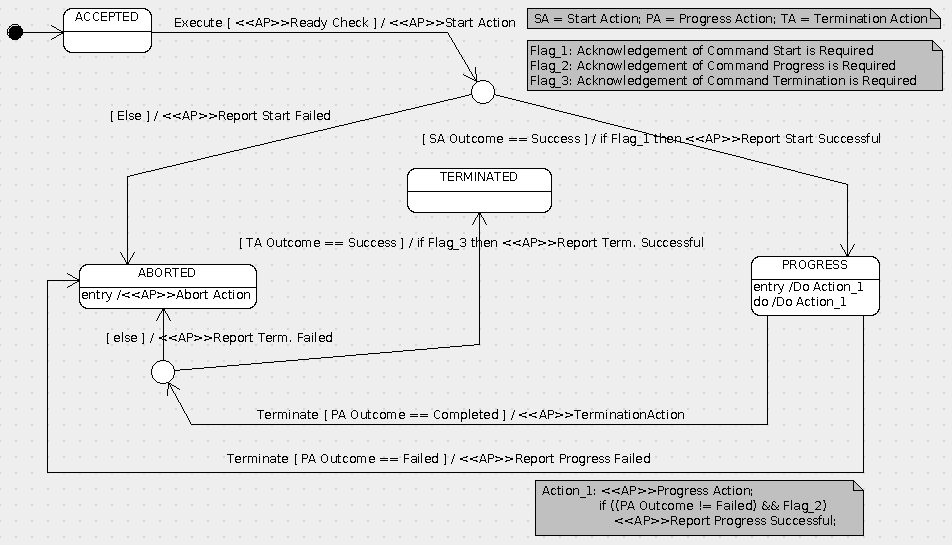 ACCEPTED
Execute [ <<AP>>Ready Check ] / <<AP>>Start Action
SA = Start Action; PA = Progress Action; TA = Termination Action
Flag_1: Acknowledgement of Command Start is Required
Flag_2: Acknowledgement of Command Progress is Required
Flag_3: Acknowledgement of Command Termination is Required
[ Else ] / <<AP>>Report Start Failed
[ SA Outcome == Success ] / if Flag_1 then <<AP>>Report Start Successful
TERMINATED
[ TA Outcome == Success ] / if Flag_3 then <<AP>>Report Term. Successful
ABORTED
entry /<<AP>>Abort Action
PROGRESS
entry /Do Action_1
do /Do Action_1
[ else ] / <<AP>>Report Term. Failed
Terminate [ PA Outcome == Completed ] / <<AP>>TerminationAction
Terminate [ PA Outcome == Failed ] / <<AP>>Report Progress Failed
Action_1: <<AP>>Progress Action;
if ((PA Outcome != Failed) && Flag_2)
<<AP>>Report Progress Successful;